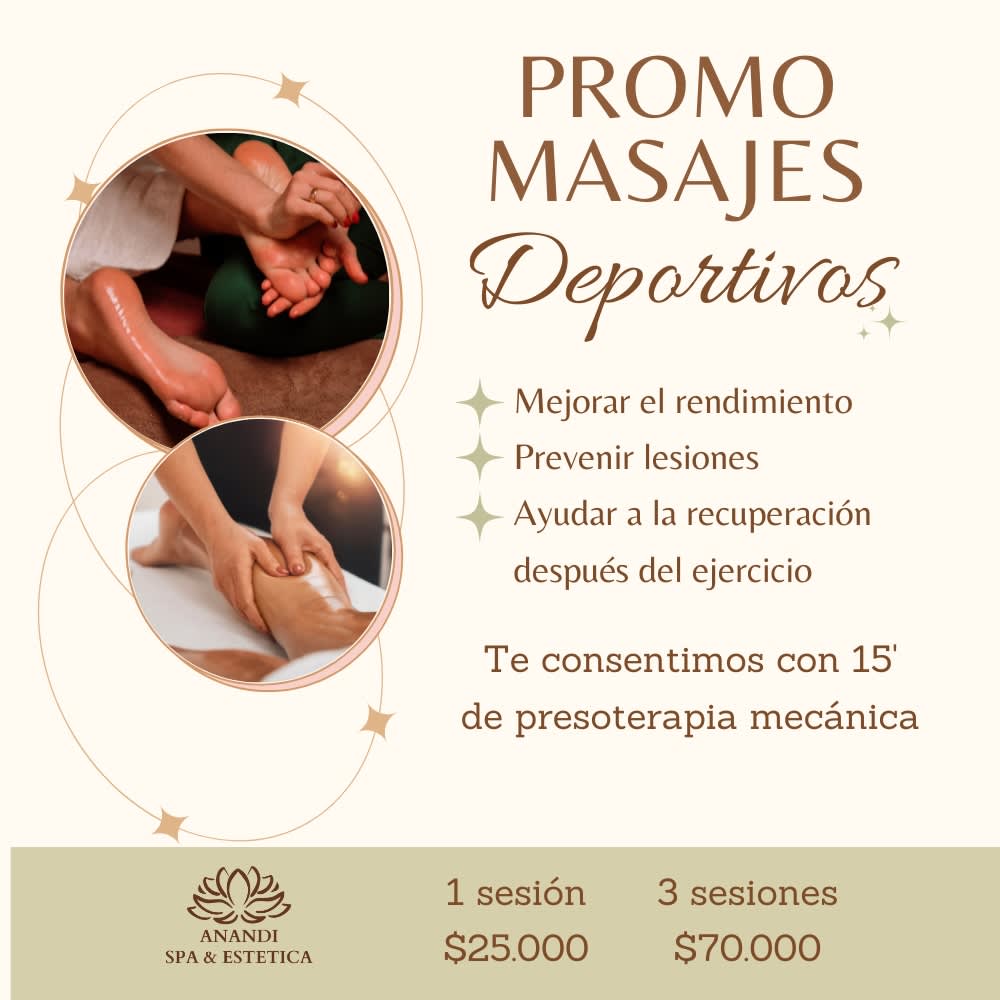 PROMO
MASAJES
Deportivos
Mejorar el rendimiento
Prevenir lesiones
Ayudar a la recuperación
después del ejercicio
Te consentimos con 15'
de presoterapia mecánica
ANANDI
SPA & ESTETICA
1 sesión
$25.000
3 sesiones
$70.000